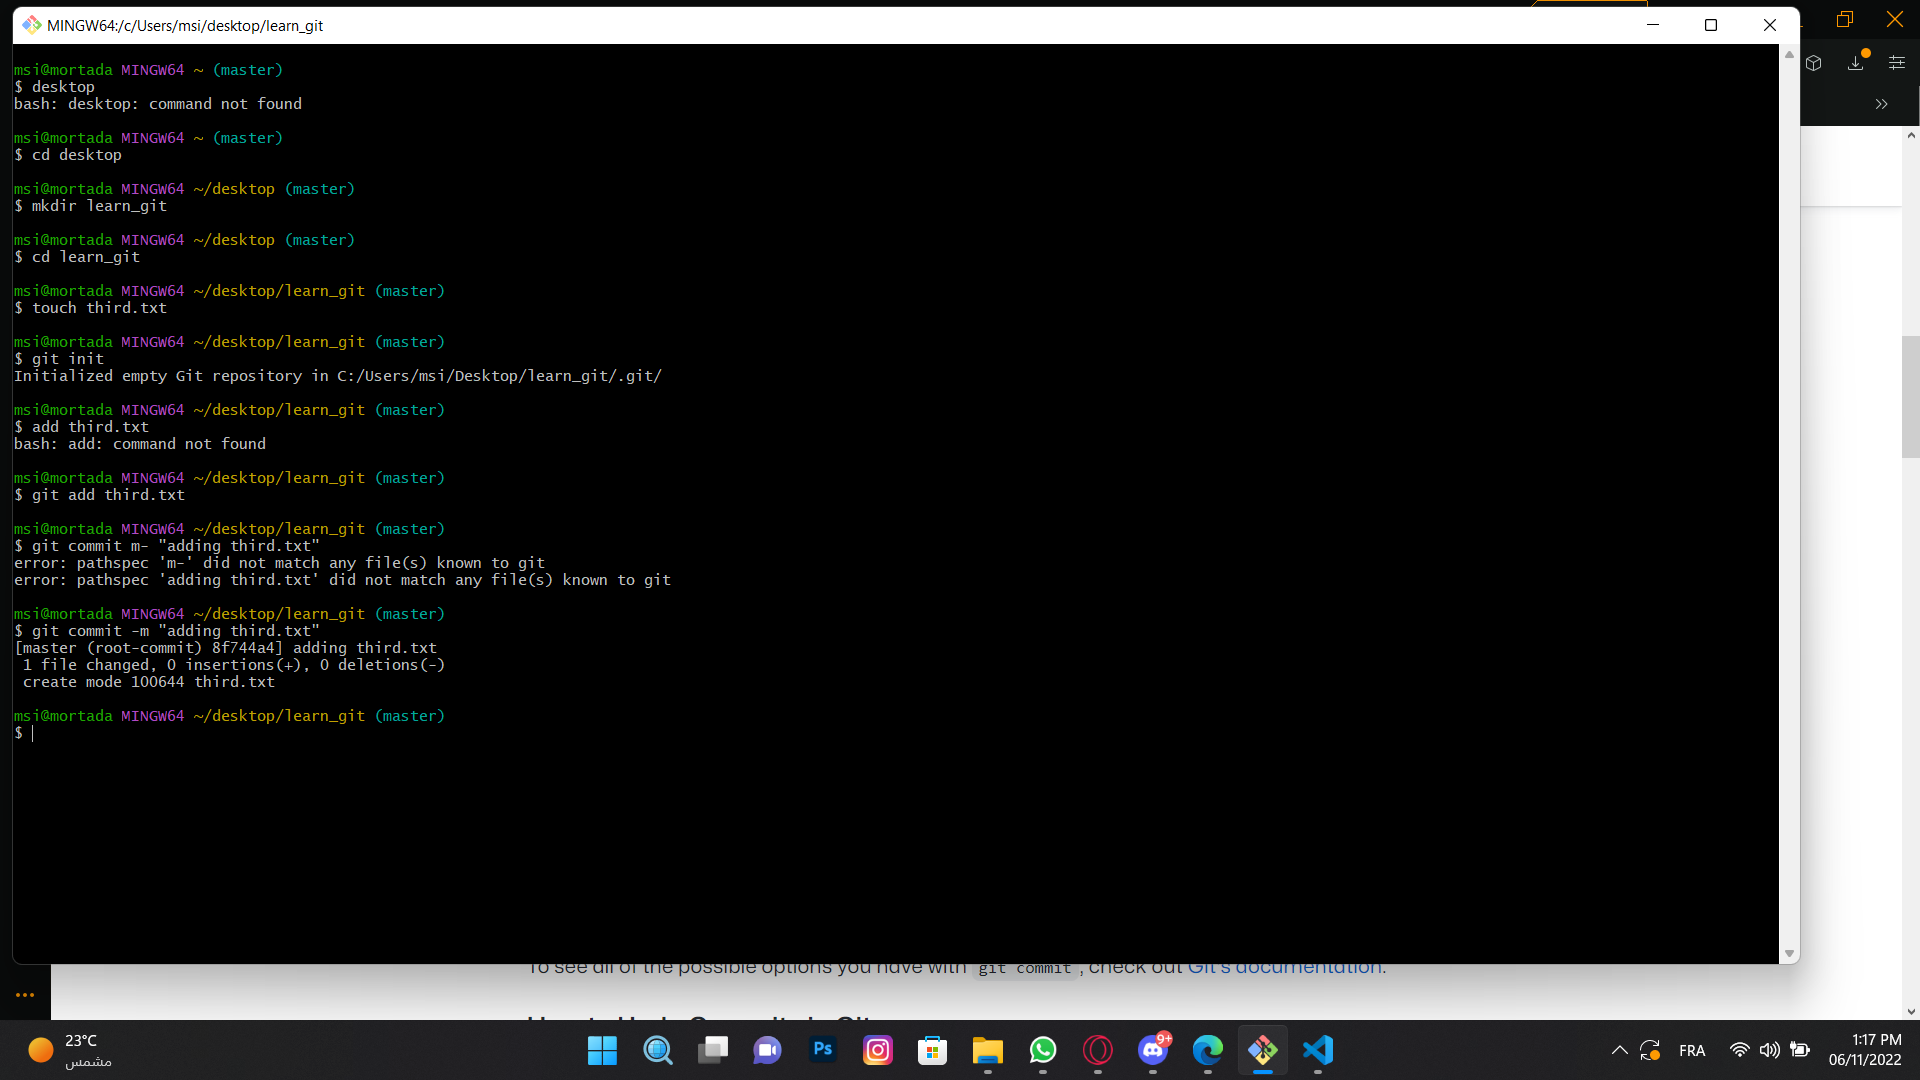 MINGW64:/c/Users/msi/desktop/learn_git
msi@mortada MINGW64 ~ (master)
$ desktop
bash: desktop: command not found
msi@mortada MINGW64 ~ (master)
$ cd desktop
msi@mortada MINGW64 ~/desktop (master)
$ mkdir learn_git
msi@mortada MINGW64 ~/desktop (master)
$ cd learn_git
msi@mortada MINGW64 ~/desktop/learn_git (master)
$ touch third.txt
msi@mortada MINGW64 ~/desktop/learn_git (master)
$ git init
Initialized empty Git repository in C:/Users/msi/Desktop/learn_git/.git/
msi@mortada MINGW64 ~/desktop/learn_git (master)
$ add third.txt
bash: add: command not found
msi@mortada MINGW64 ~/desktop/learn_git (master)
$ git add third.txt
msi@mortada MINGW64 ~/desktop/learn_git (master)
$ git commit m- "adding third.txt"
error: pathspec 'm-' did not match any file(s) known to git
error: pathspec 'adding third.txt' did not match any file(s) known to git
msi@mortada MINGW64 ~/desktop/learn_git (master)
$ git commit -m "adding third.txt"
[master (root-commit) 8f744a4] adding third.txt
1 file changed, 0 insertions(+), 0 deletions(-)
create mode 100644 third.txt
msi@mortada MINGW64 ~/desktop/learn_git (master)
$
To see all of the possible options you have with git commit, check out Git's documentation.
23°C
مشمس
Ps
9+
FRA
1:17 PM
06/11/2022